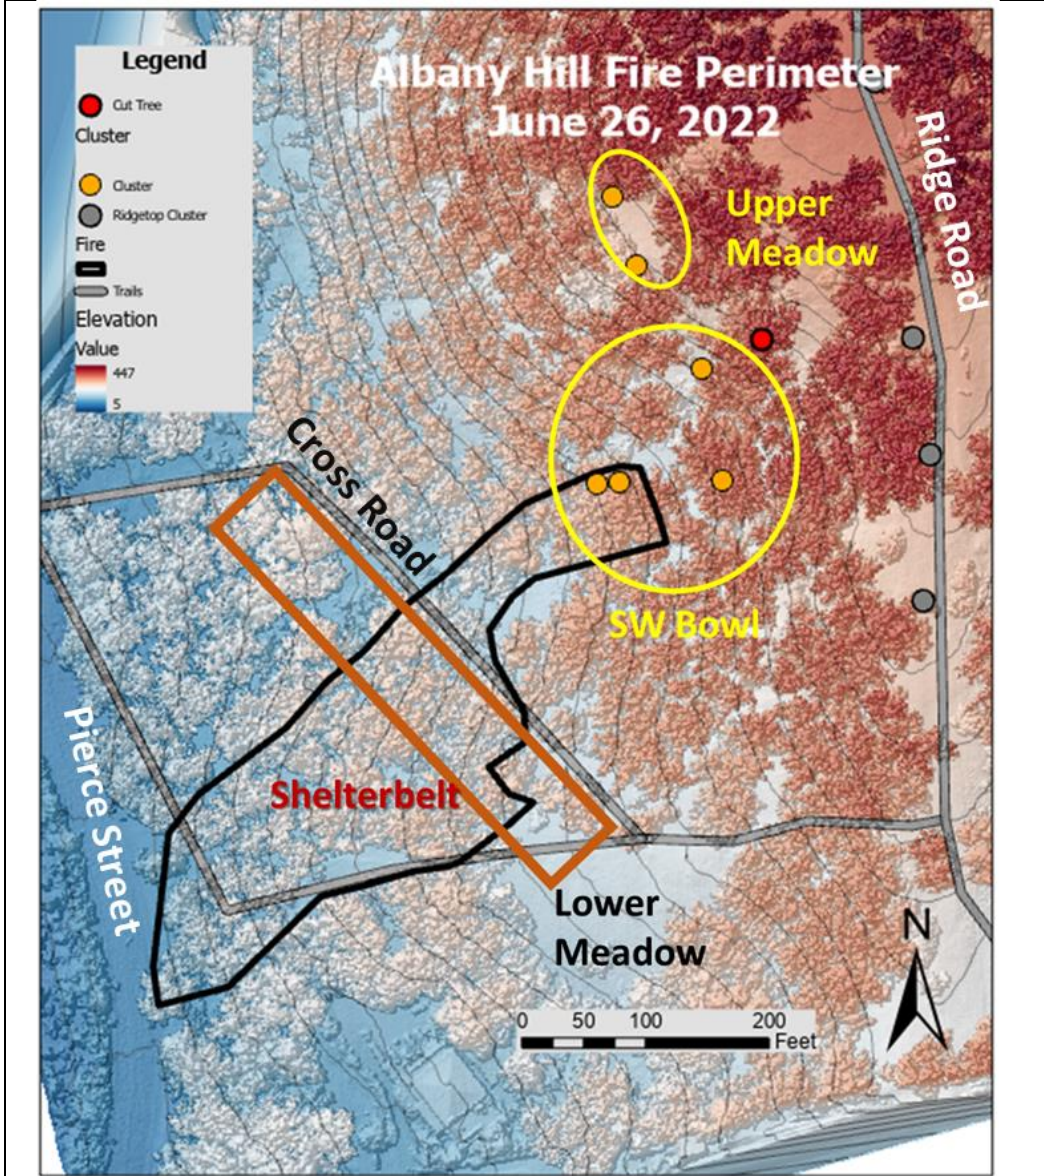 Albany Hill Fire Perimeter
June 26, 2022
Legend
Cut Tree
Cluster
Cluster
Ridgetop Cluster
Fire
Trails
Elevation
Value
447
5
Ridge Road
Upper
Meadow
Cross Road
SW Bowl
Pierce Street
Shelterbelt
Lower
Meadow
N
0 50 100 200
Feet